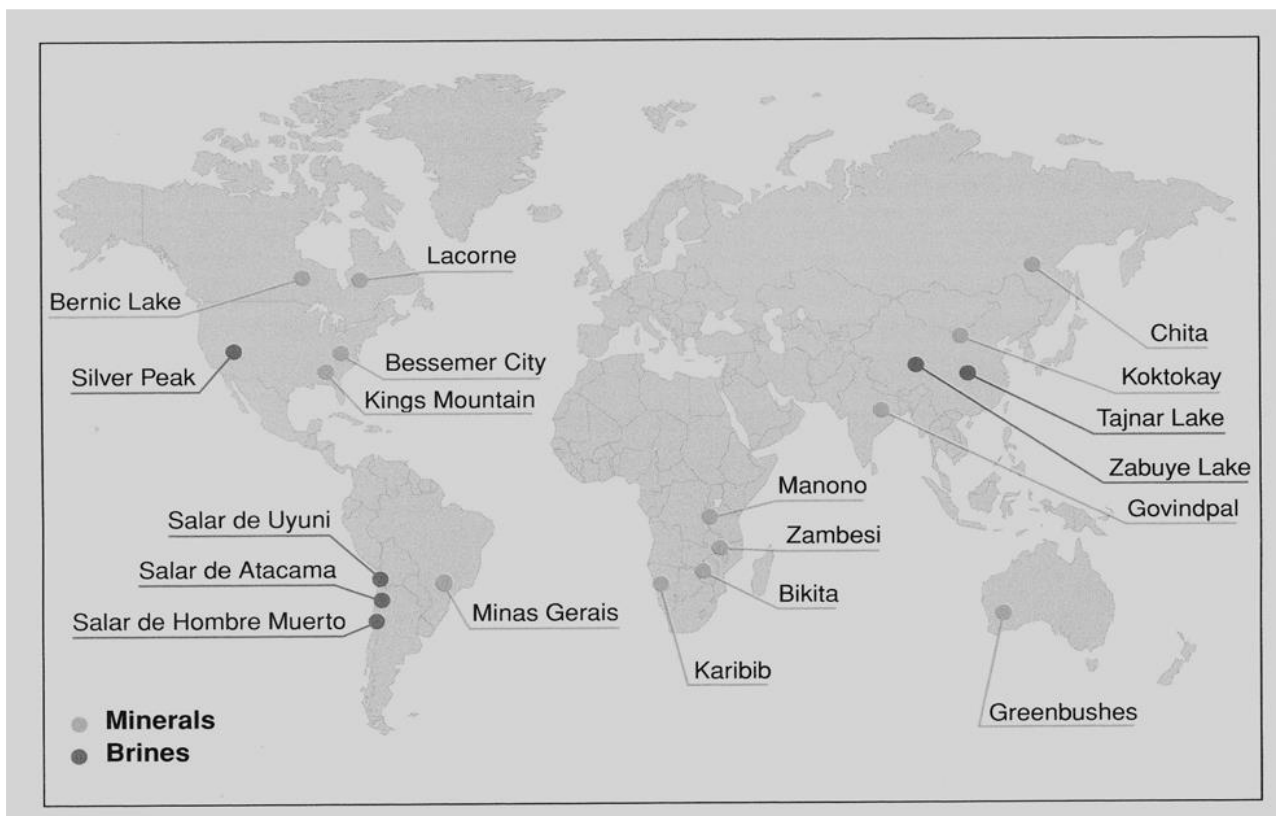 Lacorne
Bernic Lake
Chita
Bessemer City
Silver Peak
Koktokay
Kings Mountain
Tajnar Lake
Zabuye Lake
Manono
Govindpal
Salar de Uyuni
Zambesi
Salar de Atacama
Bikita
Minas Gerais
Salar de Hombre Muerto
Karibib
Greenbushes
Minerals
Brines